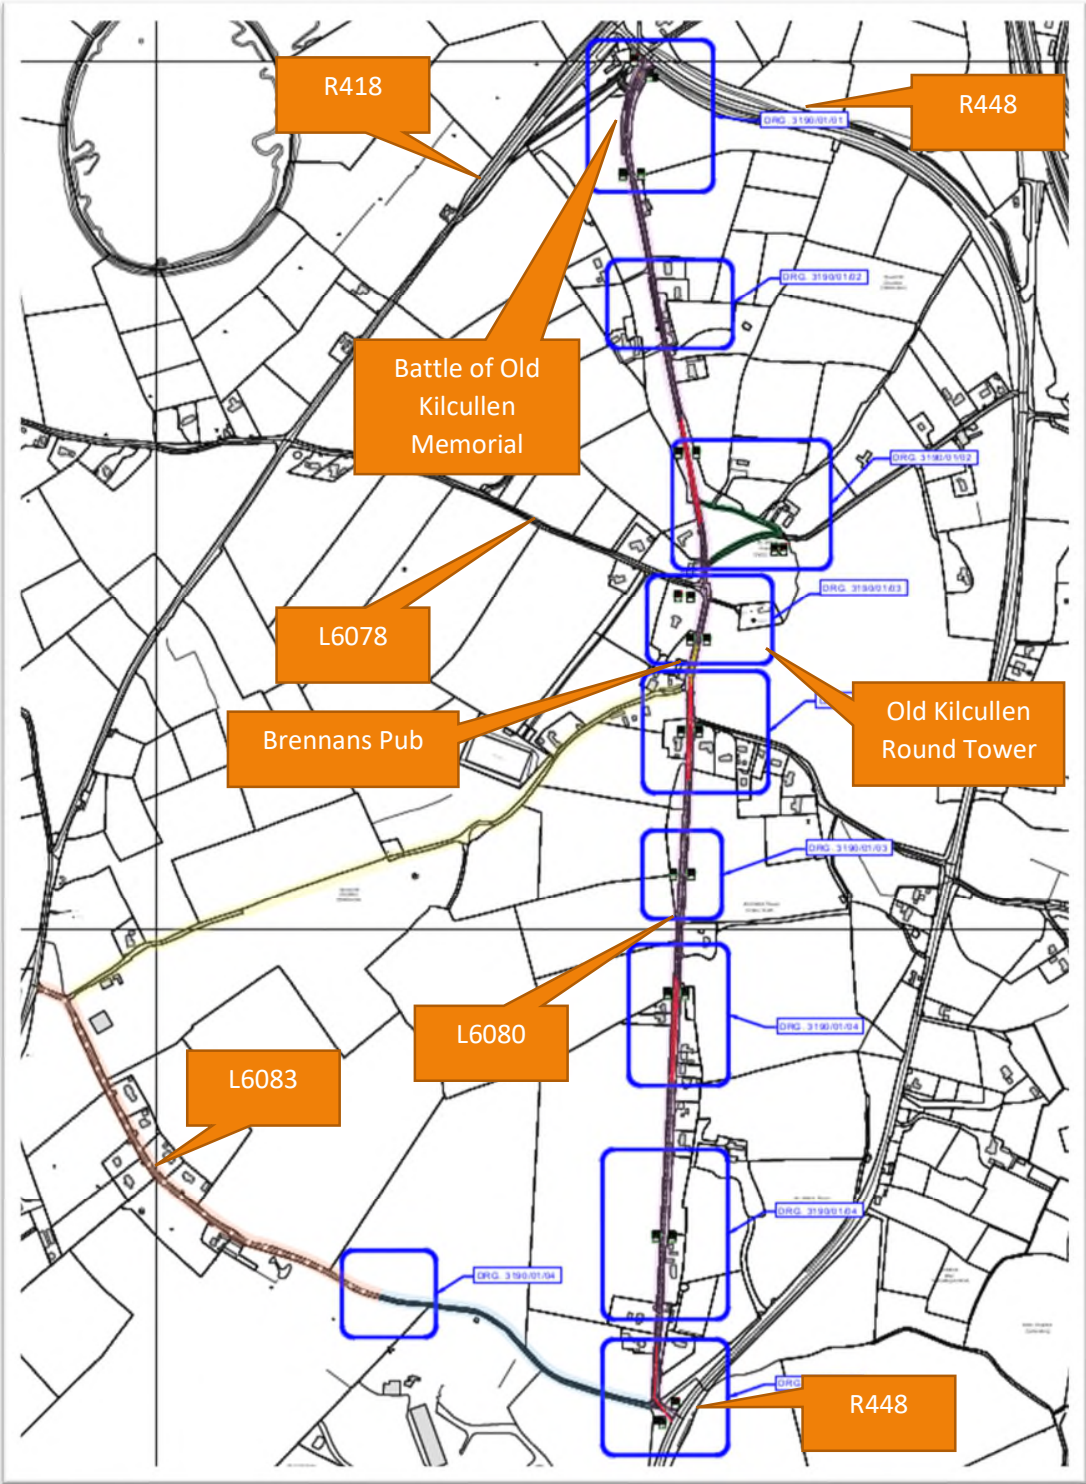 R418
R448
DRG. 3190/01/01
DRG. 3190/01/02
Battle of Old
Kilcullen
Memorial
DRG. 3190/01/02
DRG. 3190/01/03
L6078
Old Kilcullen
Round Tower
Brennans Pub
DRG. 3190/01/03
L6080
DRG. 3190/01/04
L6083
DRG. 3190/01/04
DRG. 3190/01/04
DRG
R448